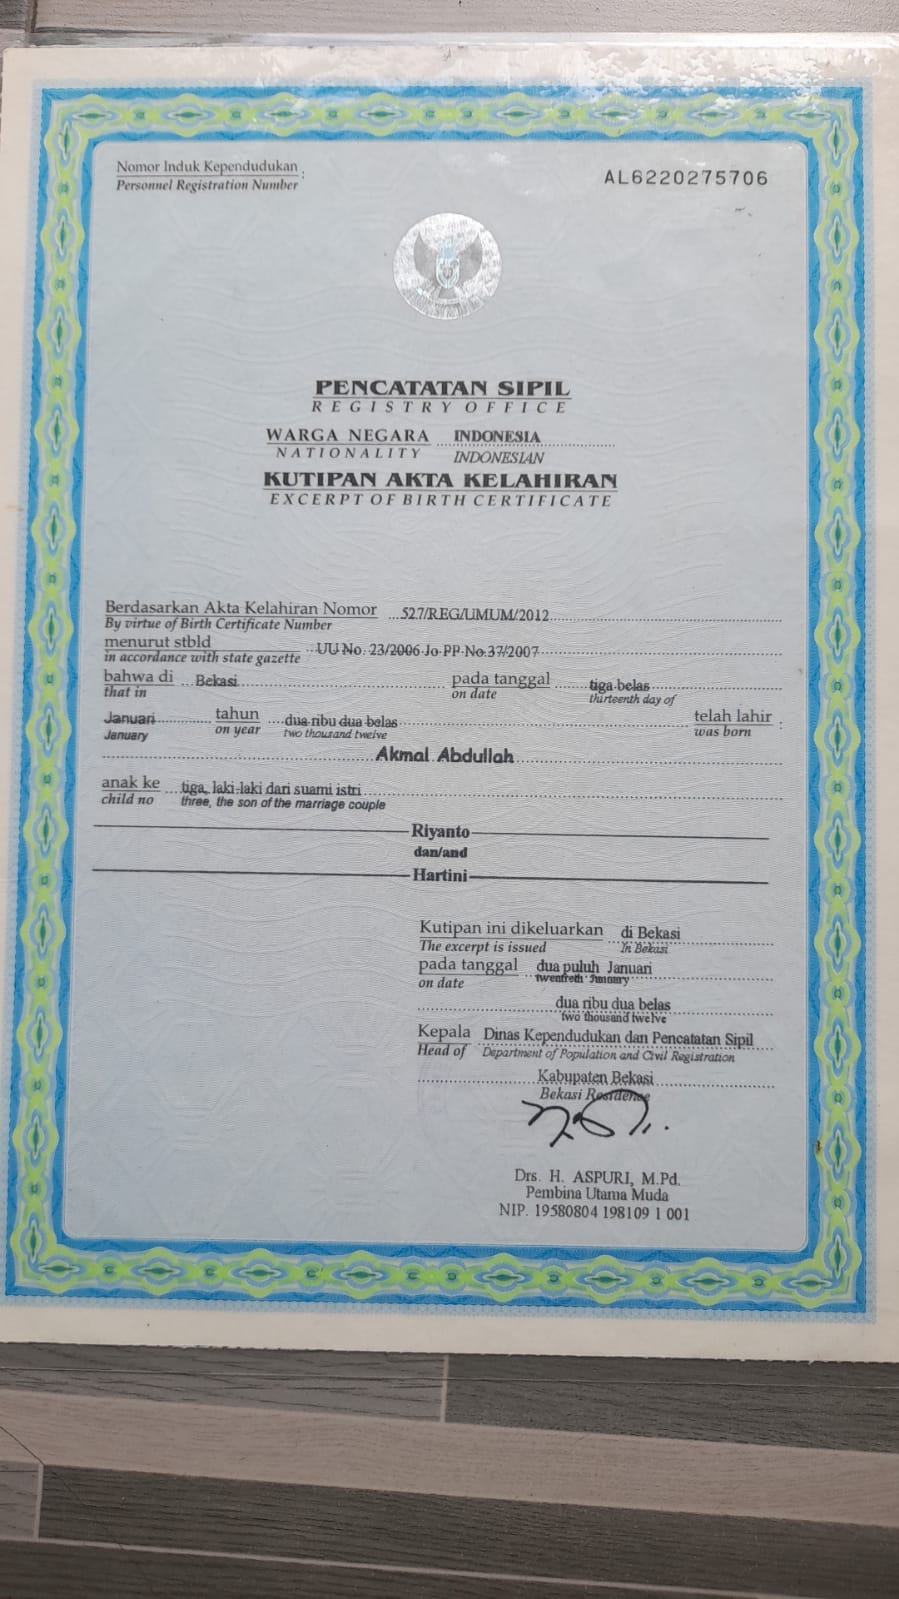 Nomor Induk Kependudukan :
Personnel Registration Number
AL6220275706
PENCATATAN SIPIL
REGISTRY OFFICE
WARGA NEGARA INDONESIA
NATIONALITY INDONESIAN
KUTIPAN AKTA KELAHIRAN
EXCERPT OF BIRTH CERTIFICATE
Berdasarkan Akta Kelahiran Nomor 527/REG/UMUM/2012
By virtue of Birth Certificate Number
menurut stbld UU No. 23/2006 Jo PP No.37/2007
in accordance with state gazette
bahwa di Bekasi pada tanggal tiga belas
that in on date thirteenth day of
Januari tahun dua ribu dua belas telah lahir :
January on year two thousand twelve was born
Akmal Abdullah
anak ke tiga, laki-laki dari suami istri
child no three, the son of the marriage couple
Riyanto
dan/and
Hartini
Kutipan ini dikeluarkan di Bekasi
The excerpt is issued In Bekasi
pada tanggal dua puluh Januari
on date twentieth January
dua ribu dua belas
two thousand twelve
Kepala Dinas Kependudukan dan Pencatatan Sipil
Head of Department of Population and Civil Registration
Kabupaten Bekasi
Bekasi Residense
Drs. H. ASPURI, M.Pd.
Pembina Utama Muda
NIP. 19580804 198109 1 001